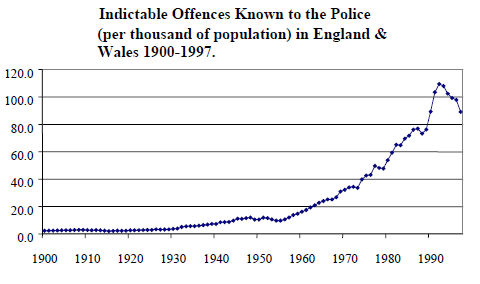 Indictable Offences Known to the Police
(per thousand of population) in England &
Wales 1900-1997.
120.0
100.0
80.0
60.0
40.0
20.0
0.0
1900 1910 1920 1930 1940 1950 1960 1970 1980 1990